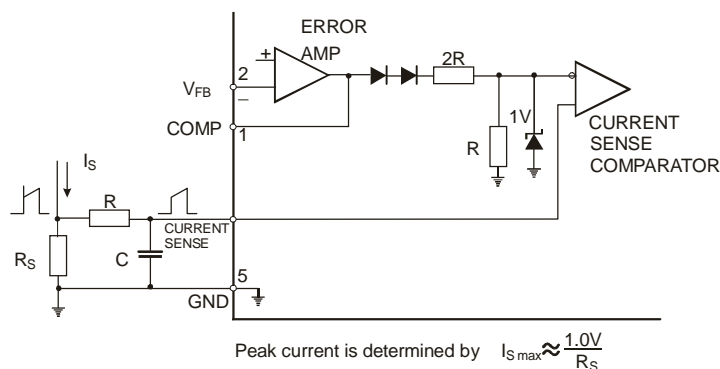 ERROR
AMP
+
2R
2
V_FB
−
COMP
1
1V
R
CURRENT
SENSE
COMPARATOR
I_S
R
CURRENT
SENSE
R_S
C
5
GND
Peak current is determined by I_S max ≈ 1.0V / R_S